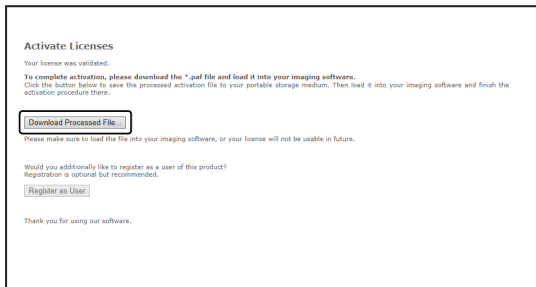 Activate Licenses
Your license was validated.
To complete activation, please download the *.paf file and load it into your imaging software.
Click the button below to save the processed activation file to your portable storage medium. Then load it into your imaging software and finish the
activation procedure there.
Download Processed File...
Please make sure to load the file into your imaging software, or your license will not be usable in future.
Would you additionally like to register as a user of this product?
Registration is optional but recommended.
Register as User
Thank you for using our software.